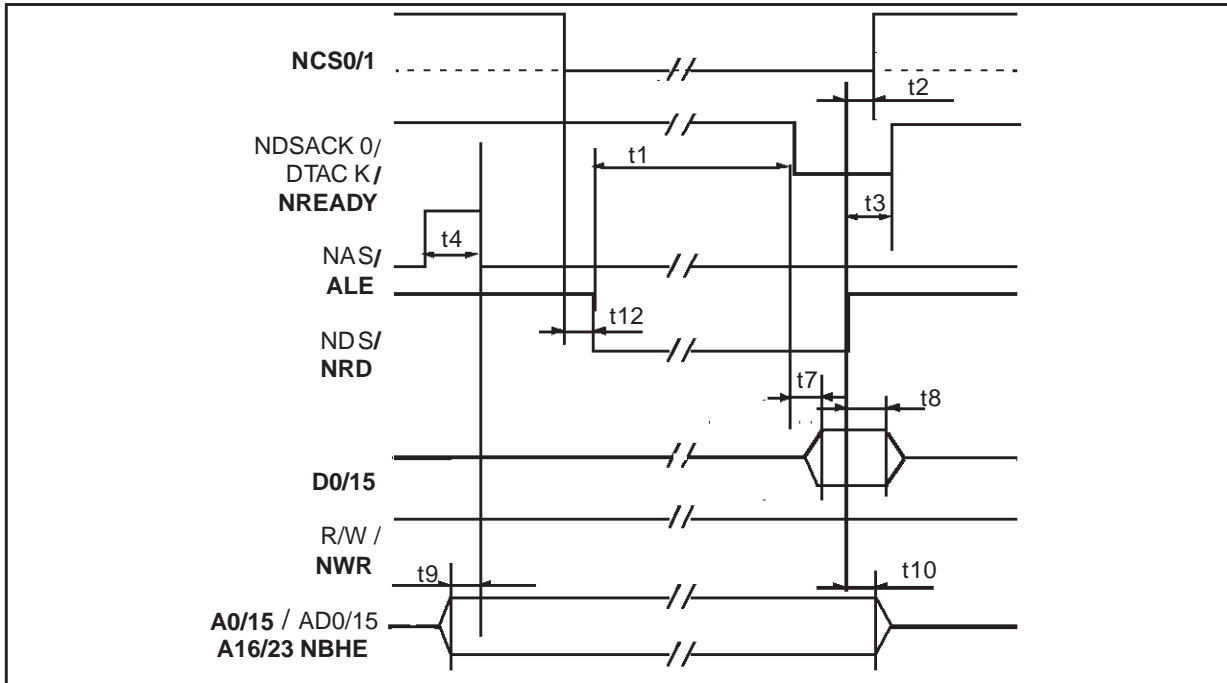 NCS0/1
t2
NDSACK 0/
DTAC K/
NREADY
t1
t3
t4
NAS/
ALE
t12
NDS/
NRD
t7
t8
D0/15
R/W /
NWR
t9
t10
A0/15 / AD0/15
A16/23 NBHE